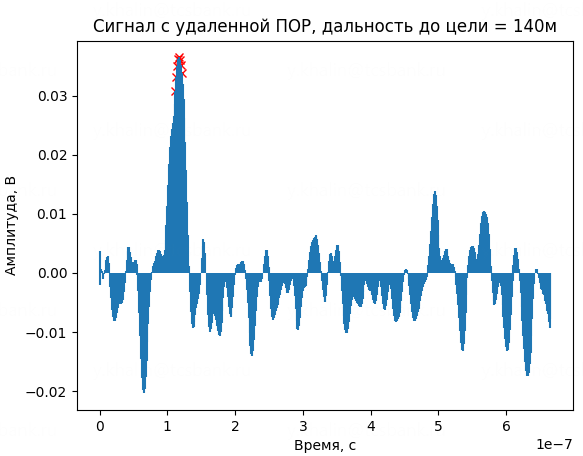 Сигнал с удаленной ПОР, дальность до цели = 140м
Амплитуда, В
0.03
0.02
0.01
0.00
−0.01
−0.02
0 1 2 3 4 5 6
1e−7
Время, с